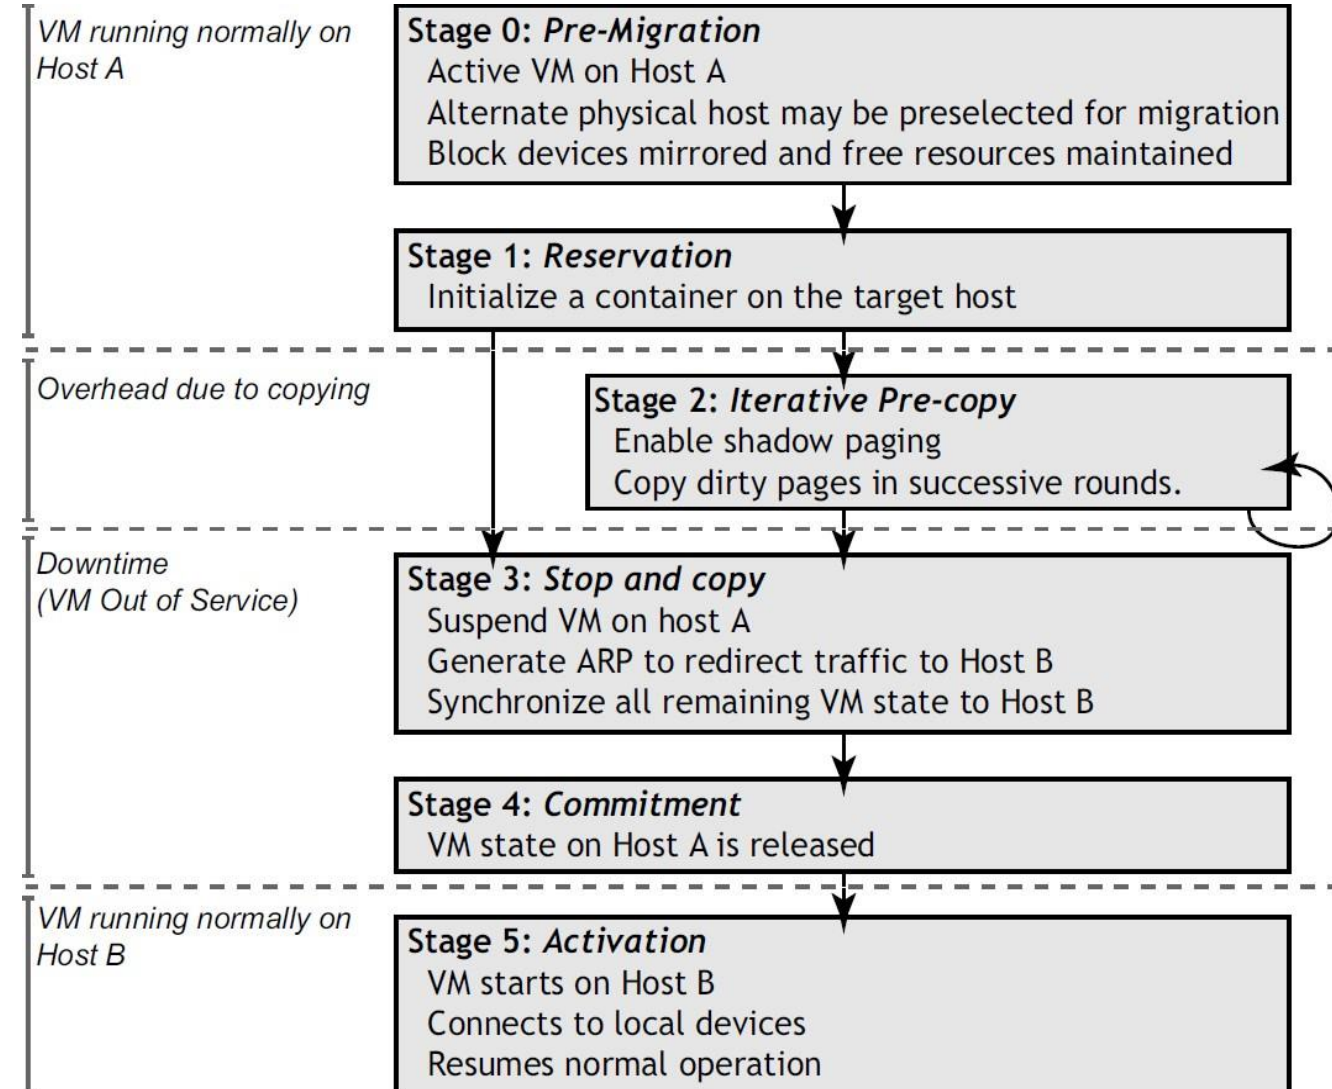 VM running normally on
Host A
Stage 0: Pre-Migration
Active VM on Host A
Alternate physical host may be preselected for migration
Block devices mirrored and free resources maintained
Stage 1: Reservation
Initialize a container on the target host
Overhead due to copying
Stage 2: Iterative Pre-copy
Enable shadow paging
Copy dirty pages in successive rounds.
Downtime
(VM Out of Service)
Stage 3: Stop and copy
Suspend VM on host A
Generate ARP to redirect traffic to Host B
Synchronize all remaining VM state to Host B
Stage 4: Commitment
VM state on Host A is released
VM running normally on
Host B
Stage 5: Activation
VM starts on Host B
Connects to local devices
Resumes normal operation